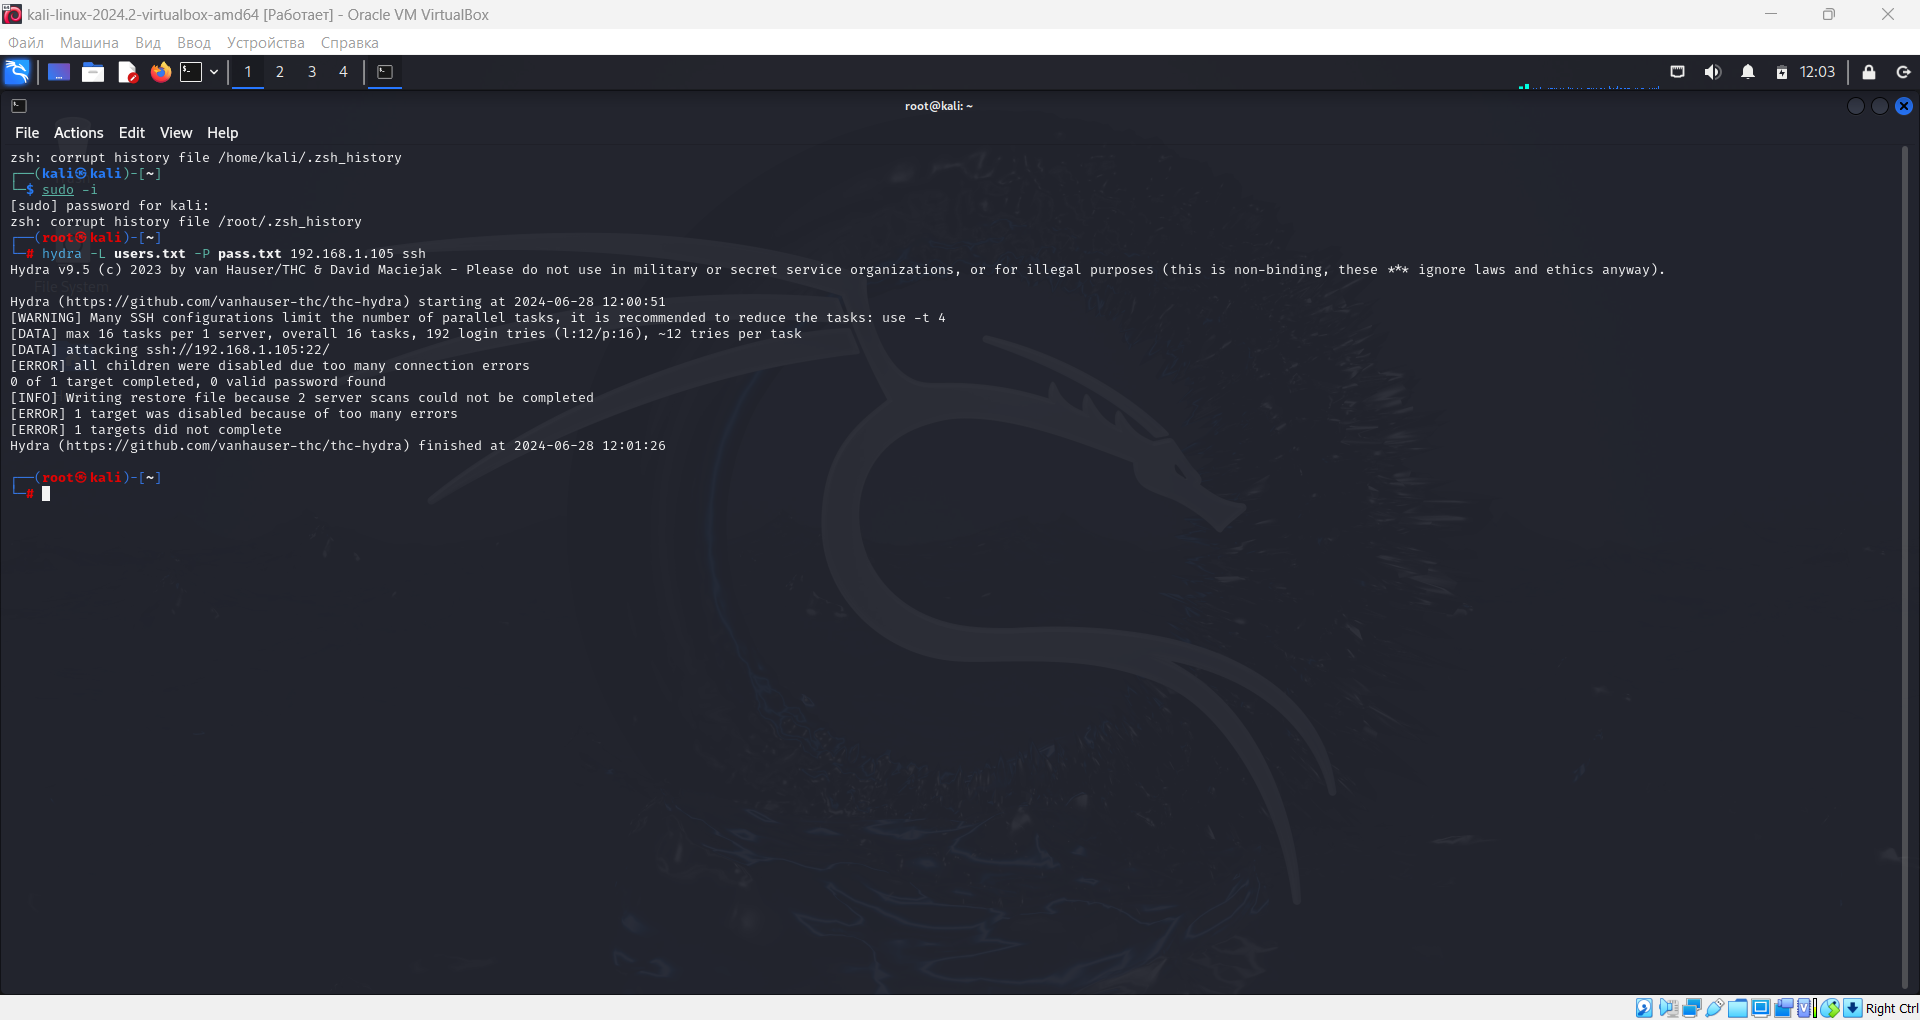 kali-linux-2024.2-virtualbox-amd64 [Работает] - Oracle VM VirtualBox
Файл Машина Вид Ввод Устройства Справка
1 2 3 4 12:03
root@kali: ~
File Actions Edit View Help
zsh: corrupt history file /home/kali/.zsh_history
┌──(kali㉿kali)-[~]
└─$ sudo -i
[sudo] password for kali:
zsh: corrupt history file /root/.zsh_history
┌──(root㉿kali)-[~]
└─# hydra -L users.txt -P pass.txt 192.168.1.105 ssh
Hydra v9.5 (c) 2023 by van Hauser/THC & David Maciejak - Please do not use in military or secret service organizations, or for illegal purposes (this is non-binding, these *** ignore laws and ethics anyway).
File System
Hydra (https://github.com/vanhauser-thc/thc-hydra) starting at 2024-06-28 12:00:51
[WARNING] Many SSH configurations limit the number of parallel tasks, it is recommended to reduce the tasks: use -t 4
[DATA] max 16 tasks per 1 server, overall 16 tasks, 192 login tries (l:12/p:16), ~12 tries per task
[DATA] attacking ssh://192.168.1.105:22/
[ERROR] all children were disabled due too many connection errors
0 of 1 target completed, 0 valid password found
[INFO] Writing restore file because 2 server scans could not be completed
[ERROR] 1 target was disabled because of too many errors
[ERROR] 1 targets did not complete
Hydra (https://github.com/vanhauser-thc/thc-hydra) finished at 2024-06-28 12:01:26
┌──(root㉿kali)-[~]
└─#
Right Ctrl